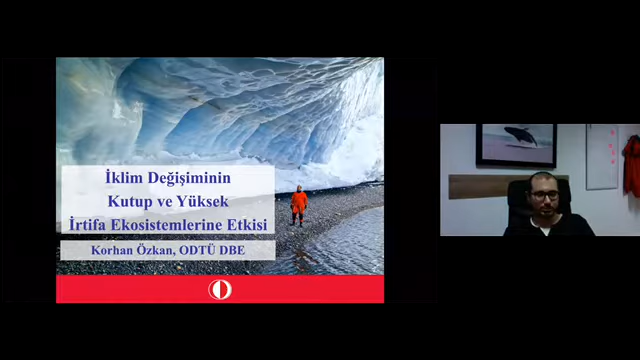 İklim Değişiminin
Kutup ve Yüksek
İrtifa Ekosistemlerine Etkisi
Korhan Özkan, ODTÜ DBE